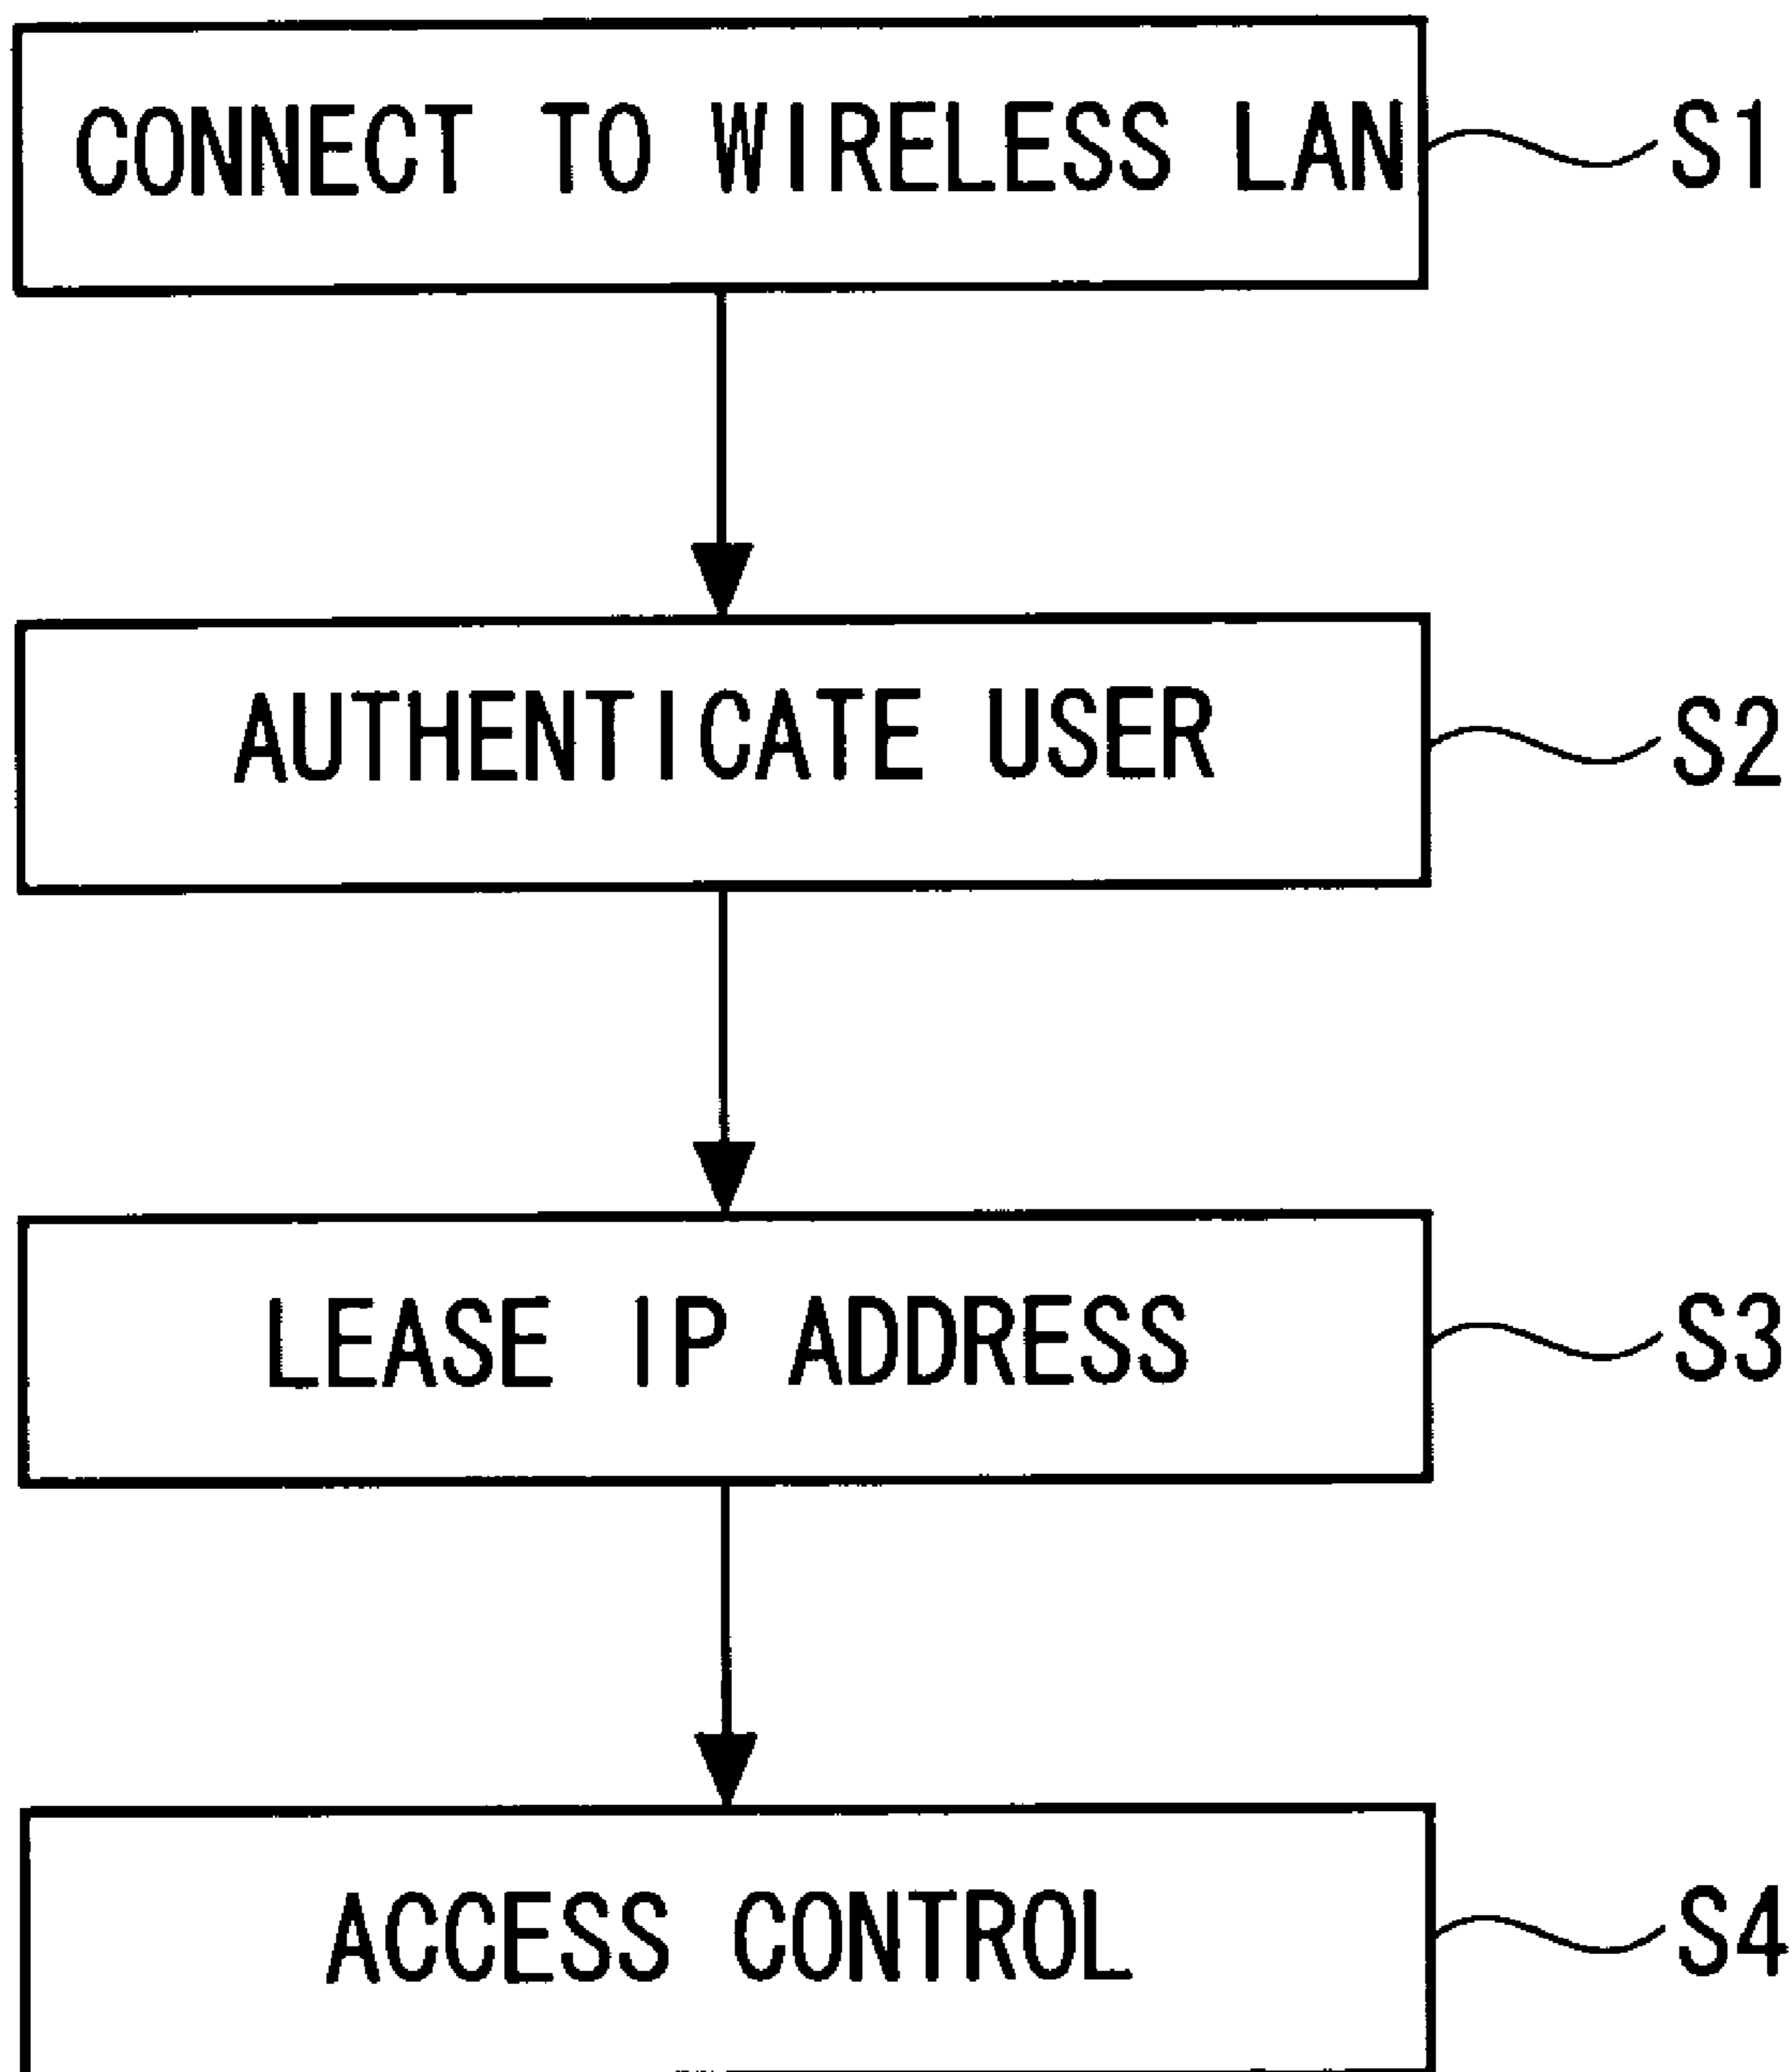 CONNECT TO WIRELESS LAN S1
AUTHENTICATE USER S2
LEASE IP ADDRESS S3
ACCESS CONTROL S4